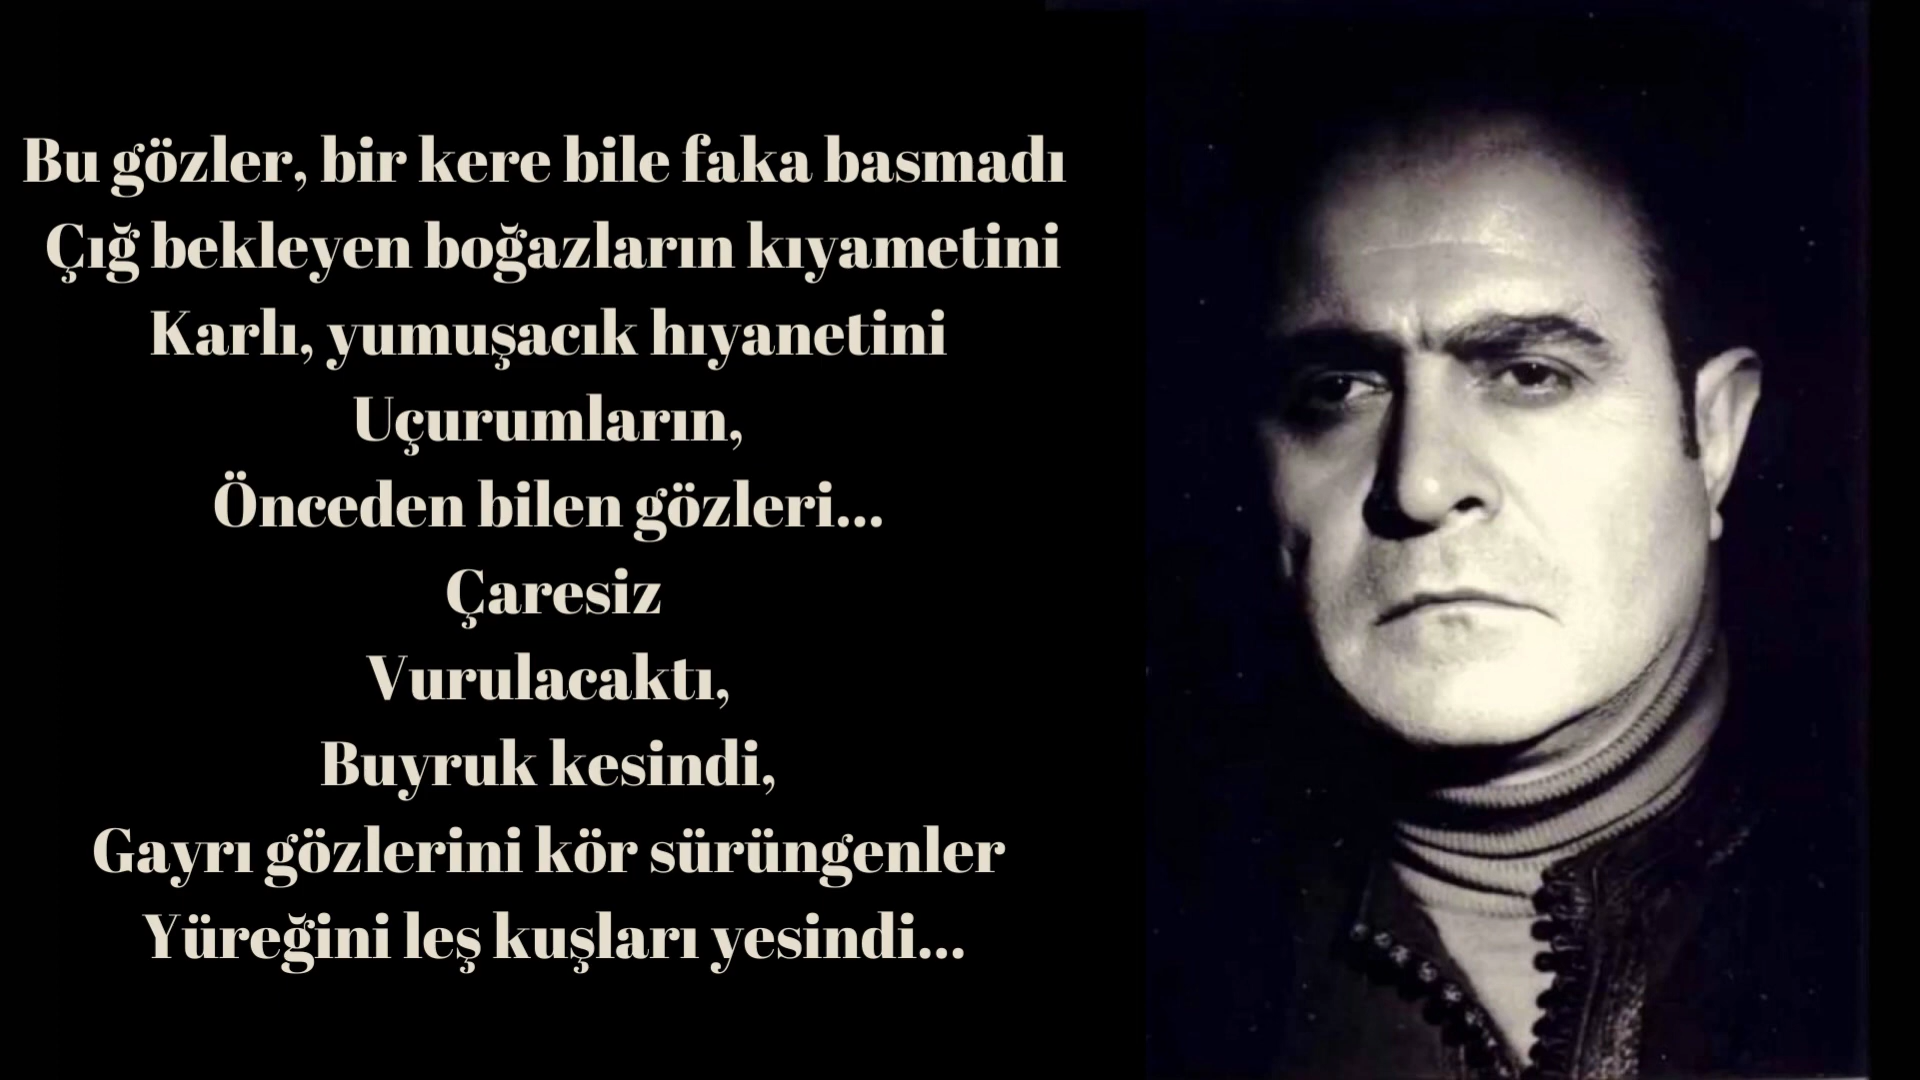 Bu gözler, bir kere bile faka basmadı
Çığ bekleyen boğazların kıyametini
Karlı, yumuşacık hıyanetini
Uçurumların,
Önceden bilen gözleri...
Çaresiz
Vurulacaktı,
Buyruk kesindi,
Gayrı gözlerini kör sürüngenler
Yüreğini leş kuşları yesindi...